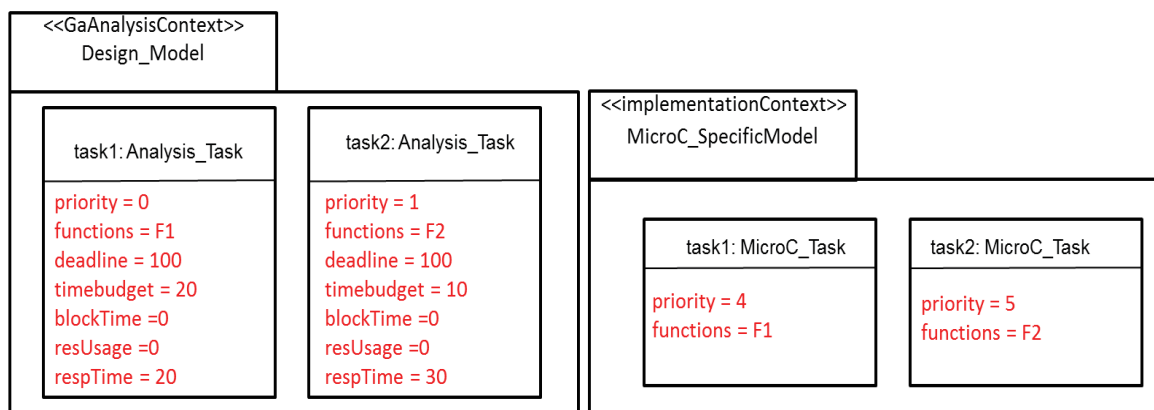 <<GaAnalysisContext>>
Design_Model
task1: Analysis_Task
priority = 0
functions = F1
deadline = 100
timebudget = 20
blockTime =0
resUsage =0
respTime = 20
task2: Analysis_Task
priority = 1
functions = F2
deadline = 100
timebudget = 10
blockTime =0
resUsage =0
respTime = 30
<<implementationContext>>
MicroC_SpecificModel
task1: MicroC_Task
priority = 4
functions = F1
task2: MicroC_Task
priority = 5
functions = F2